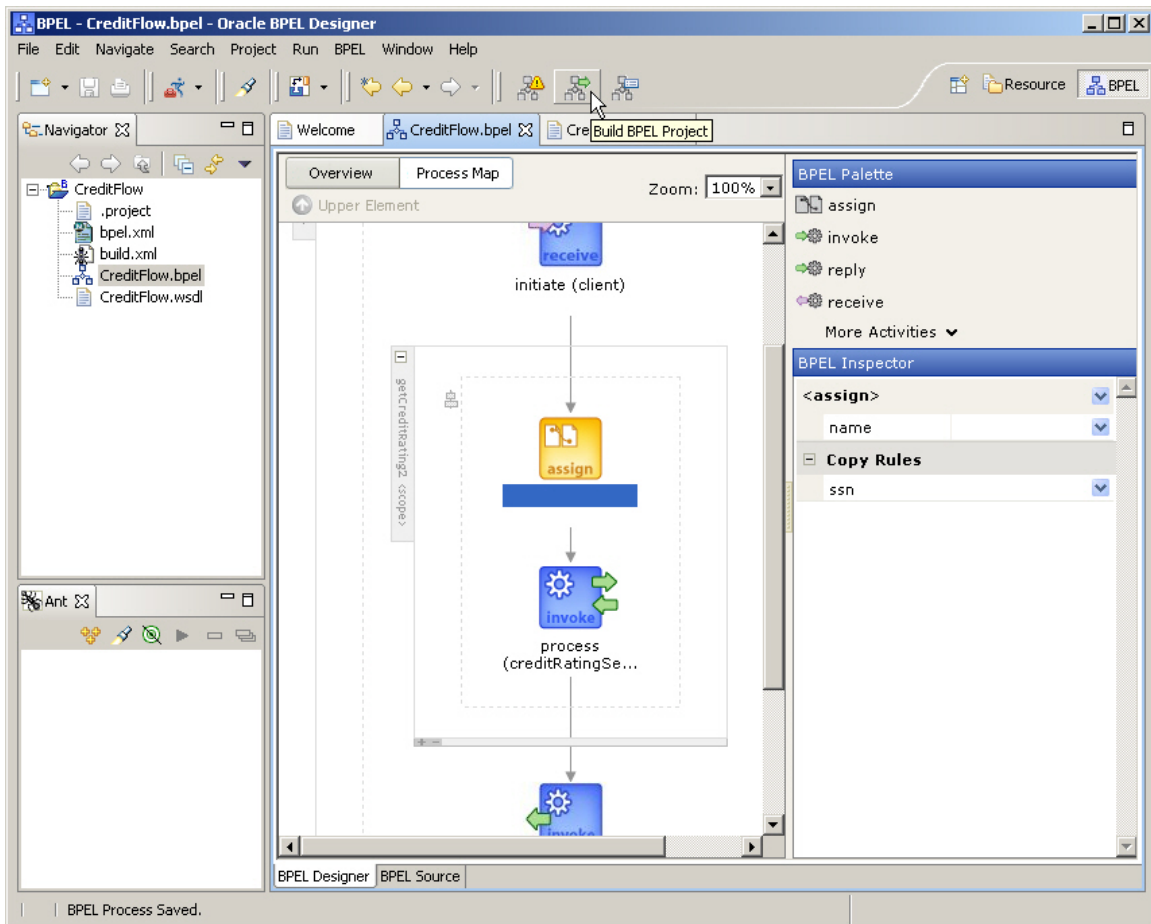 BPEL - CreditFlow.bpel - Oracle BPEL Designer
File Edit Navigate Search Project Run BPEL Window Help
Resource BPEL
Navigator
Welcome CreditFlow.bpel Cre
Build BPEL Project
CreditFlow
.project
bpel.xml
build.xml
CreditFlow.bpel
CreditFlow.wsdl
Overview Process Map
Zoom: 100%
Upper Element
receive
initiate (client)
getCreditRating2 <scope>
assign
invoke
process
(creditRatingSe...
invoke
BPEL Palette
assign
invoke
reply
receive
More Activities
BPEL Inspector
<assign>
name
Copy Rules
ssn
Ant
BPEL Designer BPEL Source
BPEL Process Saved.